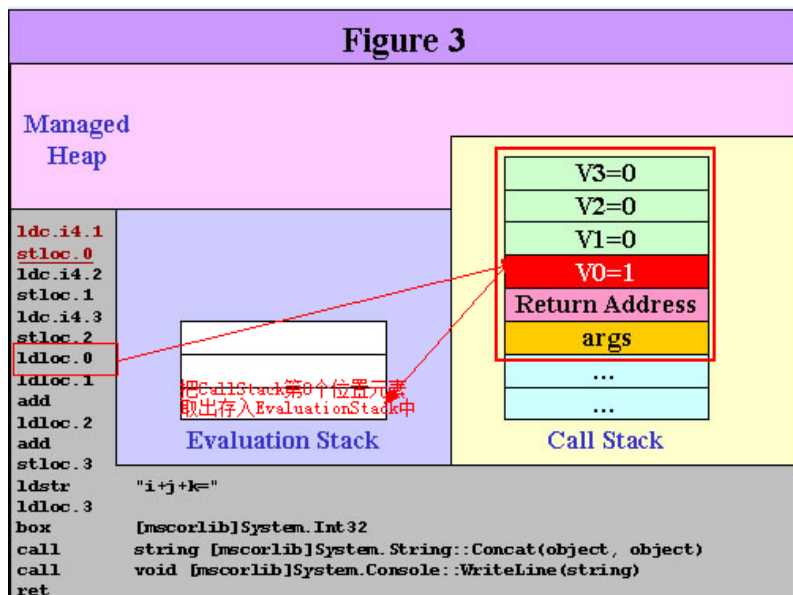 Figure 3
Managed
Heap
V3=0
V2=0
V1=0
V0=1
Return Address
args
...
...
Call Stack
把CallStack第0个位置元素
取出存入EvaluationStack中
Evaluation Stack
ldc.i4.1
stloc.0
ldc.i4.2
stloc.1
ldc.i4.3
stloc.2
ldloc.0
ldloc.1
add
ldloc.2
add
stloc.3
ldstr "i+j+k="
ldloc.3
box [mscorlib]System.Int32
call string [mscorlib]System.String::Concat(object, object)
call void [mscorlib]System.Console::WriteLine(string)
ret